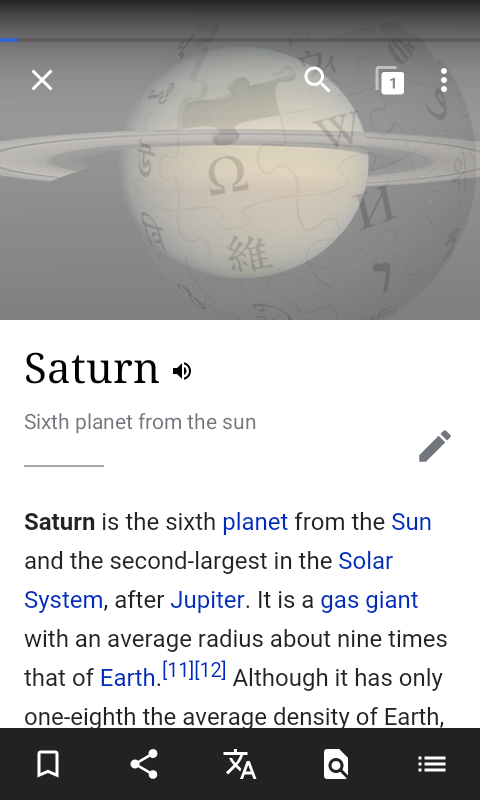 1
Ω
W
И
維
Saturn
Sixth planet from the sun
Saturn is the sixth planet from the Sun
and the second-largest in the Solar
System, after Jupiter. It is a gas giant
with an average radius about nine times
that of Earth.[11][12] Although it has only
one-eighth the average density of Earth,